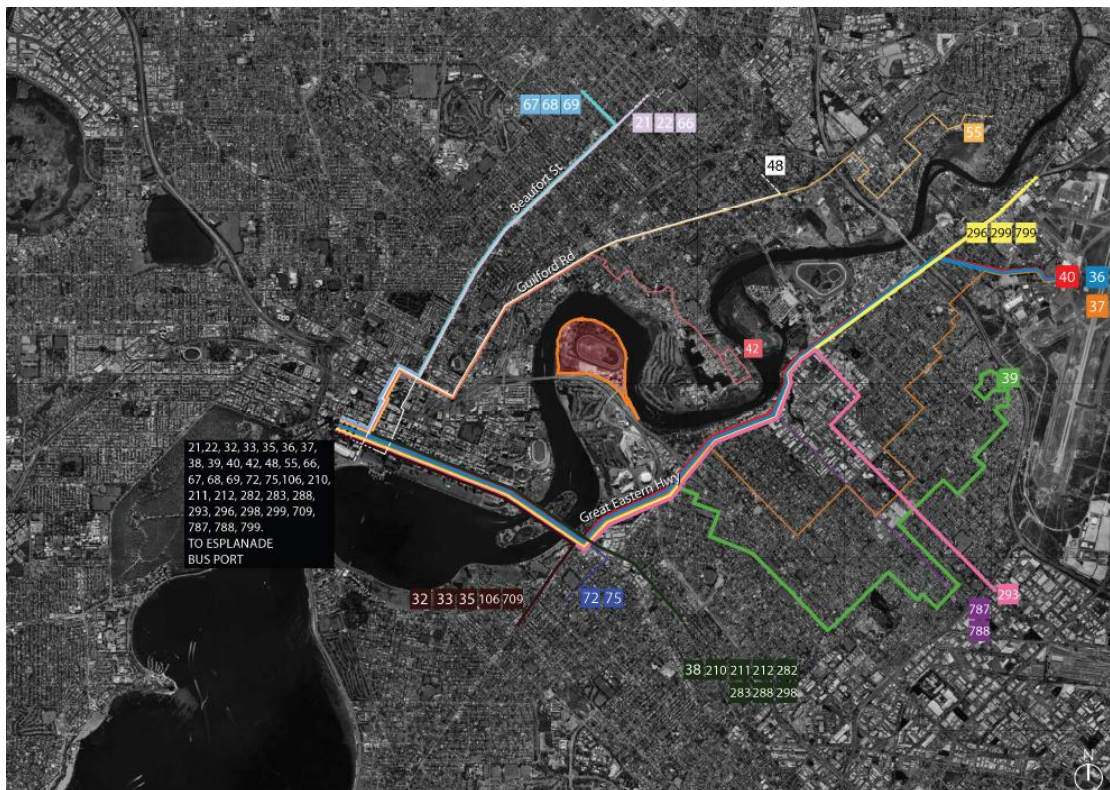 67 68 69
21 22 66
55
48
Beaufort St
296 299 799
Guilford Rd
40 36
37
42
39
21,22, 32, 33, 35, 36, 37,
38, 39, 40, 42, 48, 55, 66,
67, 68, 69, 72, 75,106, 210,
211, 212, 282, 283, 288,
293, 296, 298, 299, 709,
787, 788, 799.
TO ESPLANADE
BUS PORT
Great Eastern Hwy
32 33 35 106 709
72 75
293
787
788
38 210 211 212 282
283 288 298
N